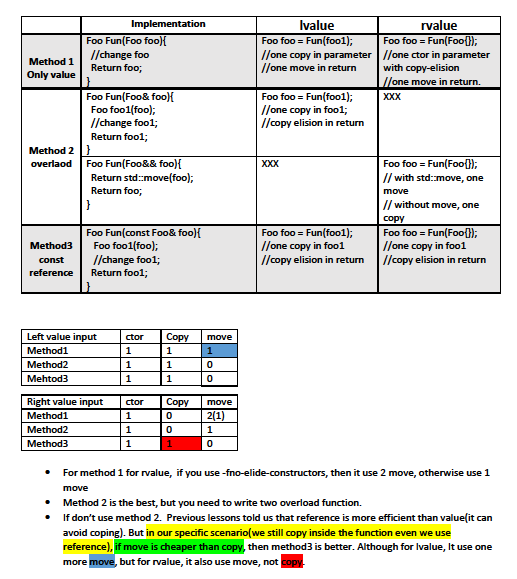 Implementation lvalue rvalue
Method 1
Only value
Foo Fun(Foo foo){
//change foo
Return foo;
}
Foo foo = Fun(foo1);
//one copy in parameter
//one move in return
Foo foo = Fun(Foo{});
//one ctor in parameter
with copy-elision
//one move in return.
Method 2
overlaod
Foo Fun(Foo& foo){
Foo foo1(foo);
//change foo1;
Return foo1;
}
Foo foo = Fun(foo1);
//one copy in foo1;
//copy elision in return
XXX
Foo Fun(Foo&& foo){
Return std::move(foo);
Return foo;
}
XXX
Foo foo = Fun(Foo{});
// with std::move, one
move
// without move, one
copy
Method3
const
reference
Foo Fun(const Foo& foo){
Foo foo1(foo);
//change foo1;
Return foo1;
}
Foo foo = Fun(foo1);
//one copy in foo1
//copy elision in return
Foo foo = Fun(Foo{});
//one copy in foo1
//copy elision in return
Left value input ctor Copy move
Method1 1 1 1
Method2 1 1 0
Mehtod3 1 1 0
Right value input ctor Copy move
Method1 1 0 2(1)
Method2 1 0 1
Method3 1 1 0
• For method 1 for rvalue, if you use -fno-elide-constructors, then it use 2 move, otherwise use 1
move
• Method 2 is the best, but you need to write two overload function.
• If don't use method 2. Previous lessons told us that reference is more efficient than value(it can
avoid coping). But in our specific scenario(we still copy inside the function even we use
reference), if move is cheaper than copy, then method3 is better. Although for lvalue, It use one
more move, but for rvalue, it also use move, not copy.